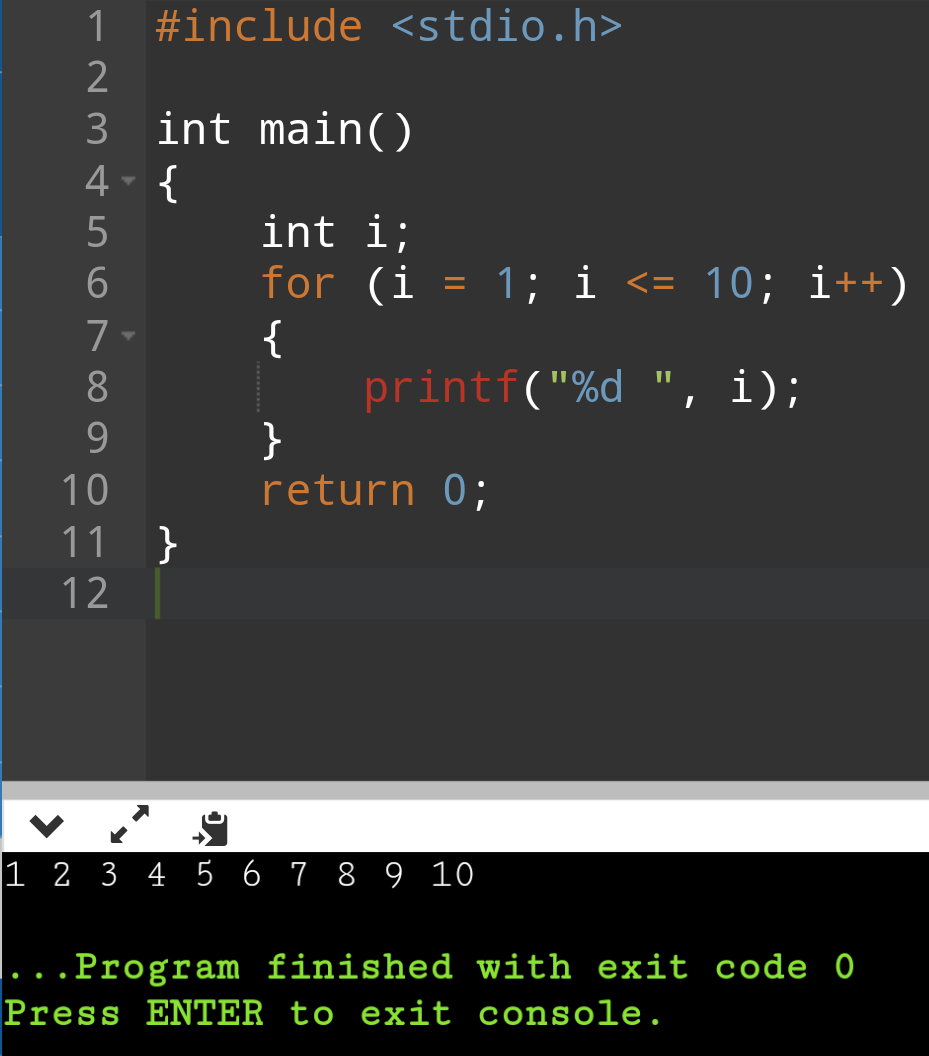 1 #include <stdio.h>
2
3 int main()
4 {
5     int i;
6     for (i = 1; i <= 10; i++)
7     {
8         printf("%d ", i);
9     }
10     return 0;
11 }
12
1 2 3 4 5 6 7 8 9 10
...Program finished with exit code 0
Press ENTER to exit console.